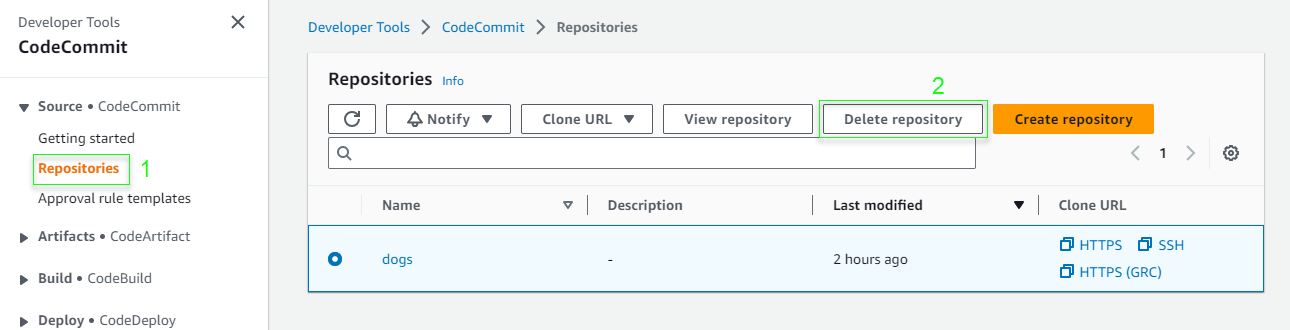 Developer Tools
CodeCommit
Source • CodeCommit
Getting started
Repositories 1
Approval rule templates
Artifacts • CodeArtifact
Build • CodeBuild
Deploy • CodeDeploy
Developer Tools CodeCommit Repositories
Repositories Info
2
Notify Clone URL View repository Delete repository Create repository
1
Name Description Last modified Clone URL
dogs - 2 hours ago HTTPS SSH
HTTPS (GRC)